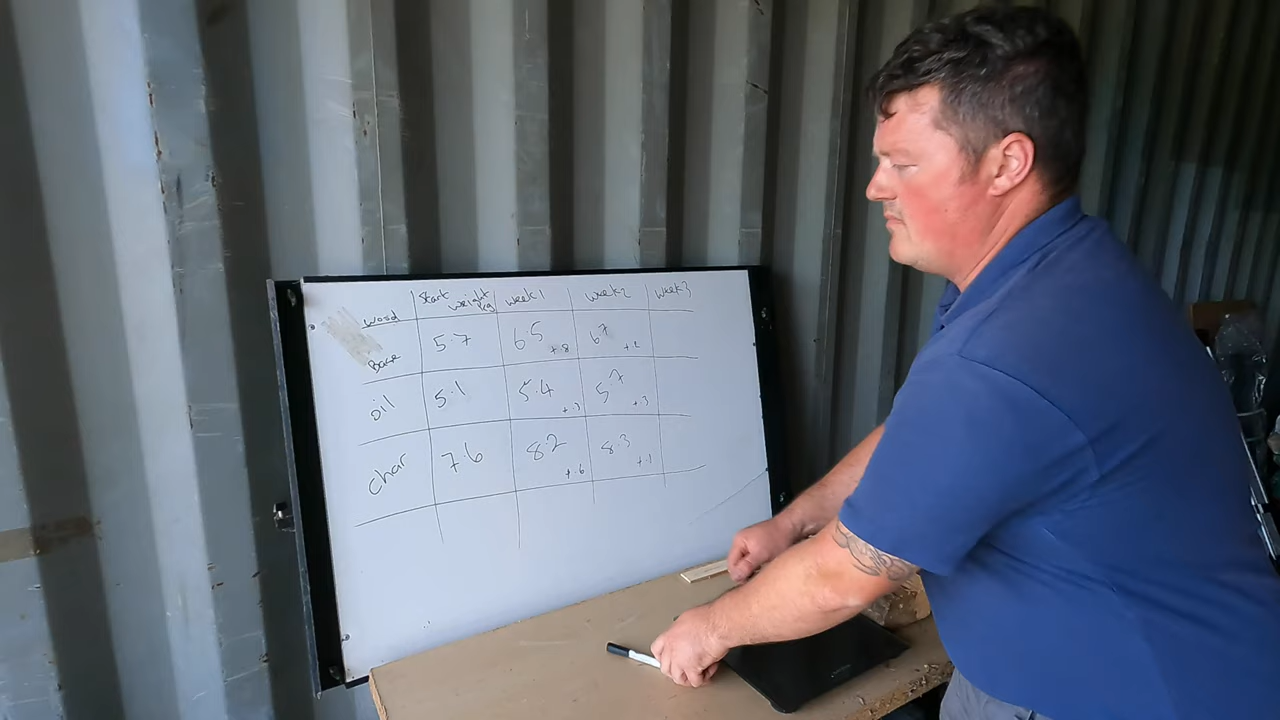 wood Start weight kg week1 week2 week3
Base 5.7 6.5 +.8 6.7 +.2
oil 5.1 5.4 +.3 5.7 +.3
char 7.6 8.2 +.6 8.3 +.1